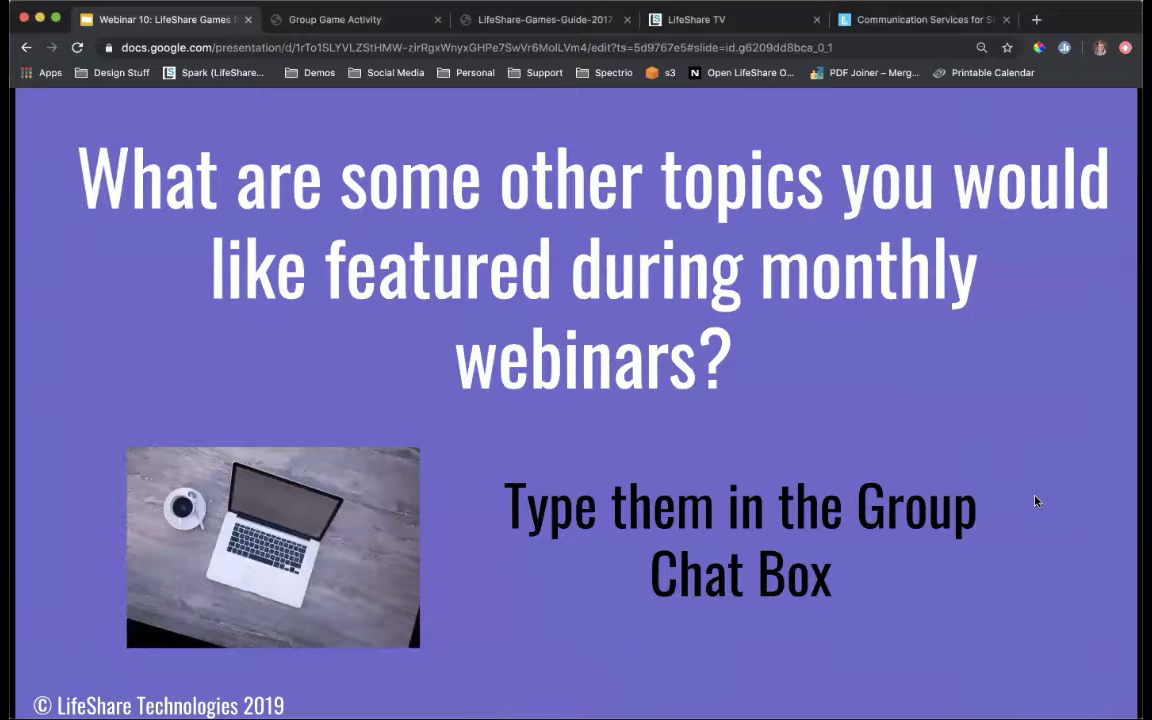 Webinar 10: LifeShare Games
Group Game Activity
LifeShare-Games-Guide-2017-
LifeShare TV
Communication Services for S
docs.google.com/presentation/d/1rTo1SLYVLZStHMW-zirRgxWnyxGHPe7SwVr6MolLVm4/edit?ts=5d9767e5#slide=id.g6209dd8bca_0_1
Apps Design Stuff Spark (LifeShare... Demos Social Media Personal Support Spectrio s3 Open LifeShare O... PDF Joiner – Merg... Printable Calendar
What are some other topics you would
like featured during monthly
webinars?
Type them in the Group
Chat Box
© LifeShare Technologies 2019